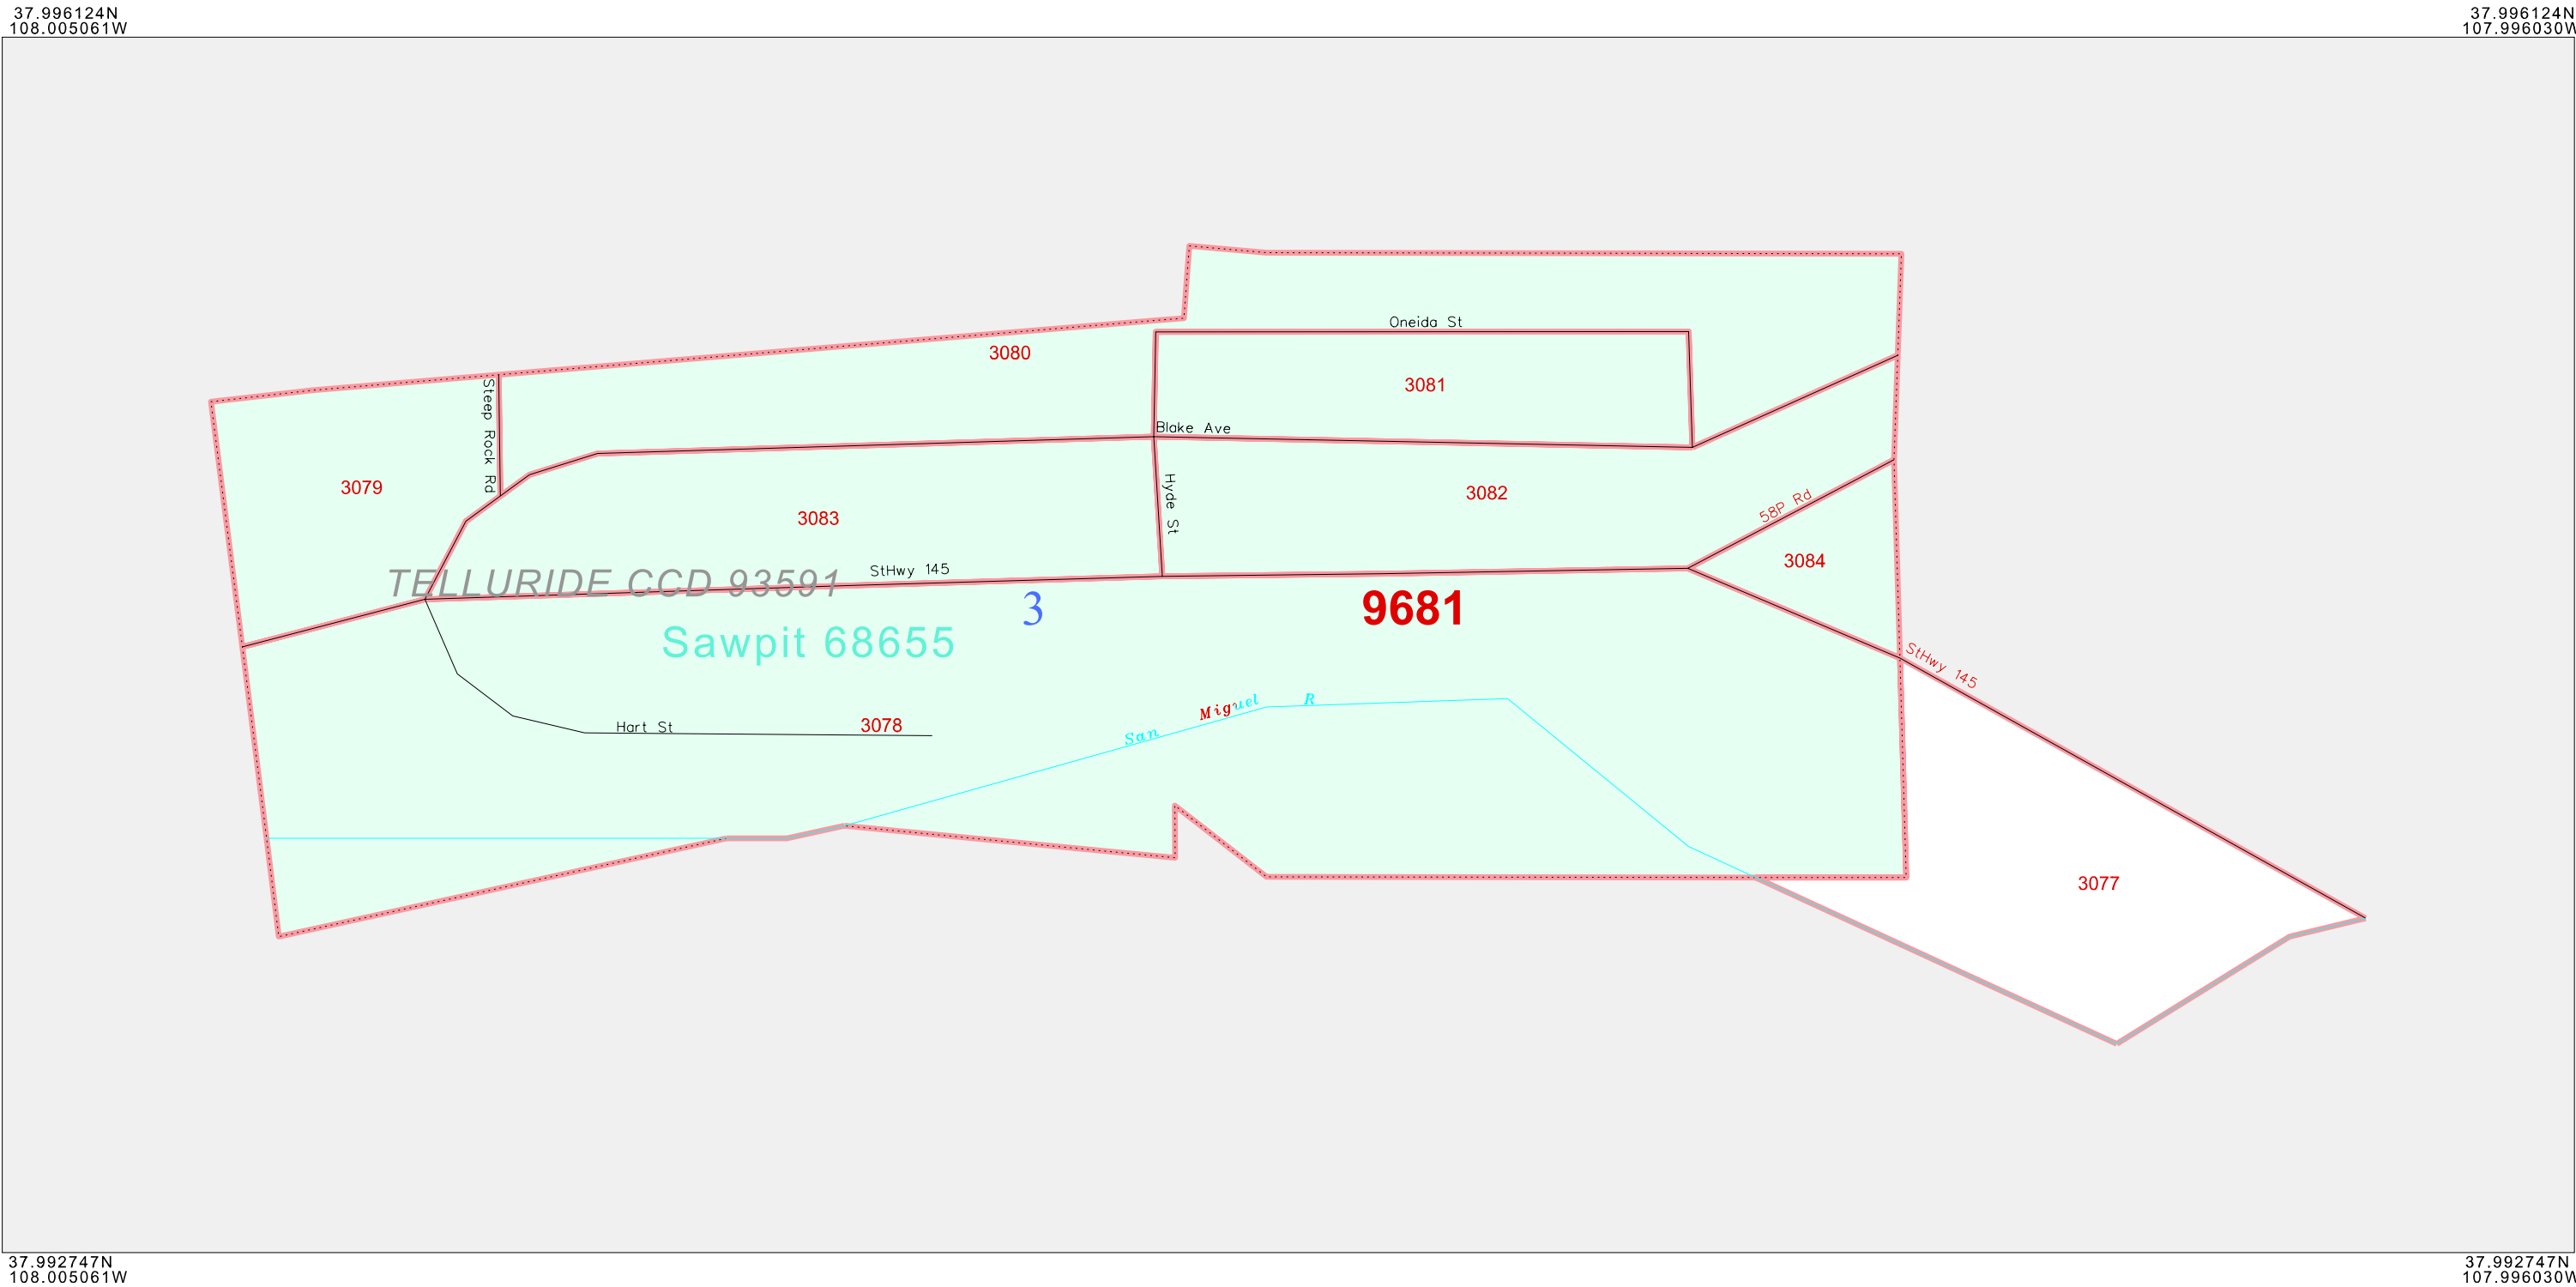 37.996124N
108.005061W
37.996124N
107.996030W
Oneida St
3080
3081
Steep Rock Rd
Blake Ave
3079
Hyde St
3082
58P Rd
3083
3084
StHwy 145
TELLURIDE CCD 93591
3
9681
Sawpit 68655
StHwy 145
San Miguel R
Hart St
3078
3077
37.992747N
108.005061W
37.992747N
107.996030W